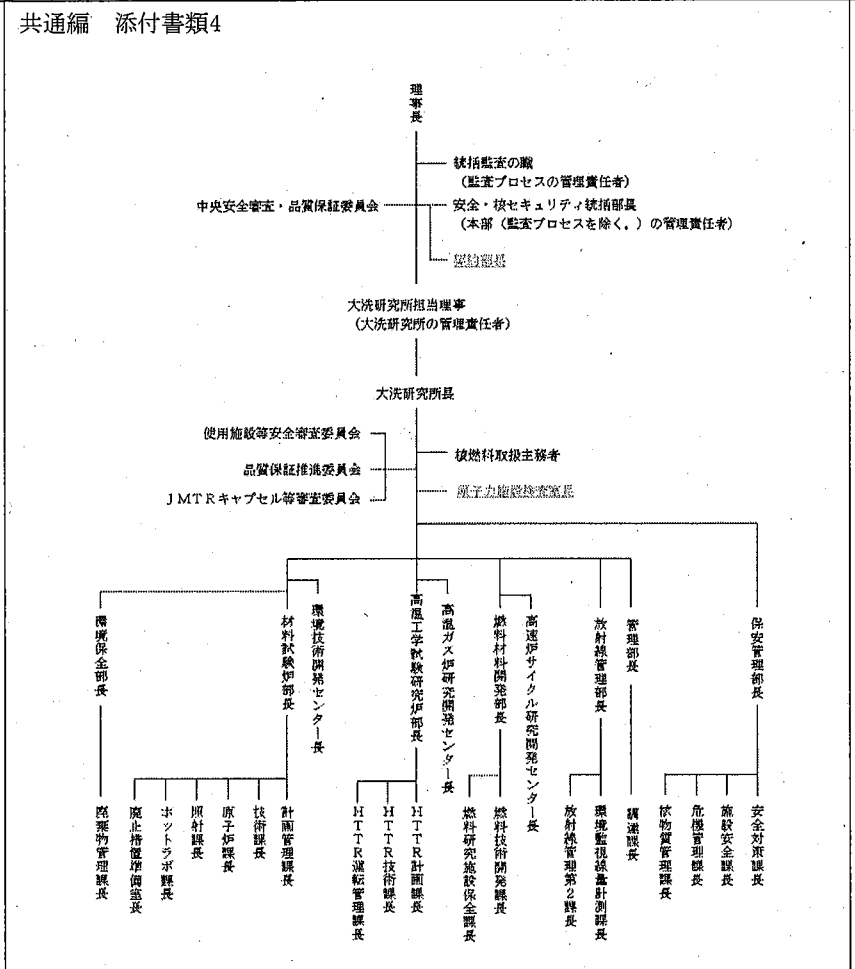 共通編　添付書類4
理事長
統括監査の職
(監査プロセスの管理責任者)
中央安全審査・品質保証委員会
安全・核セキュリティ統括部長
(本部（監査プロセスを除く。）の管理責任者)
契約部長
大洗研究所担当理事
(大洗研究所の管理責任者)
大洗研究所長
使用施設等安全審査委員会
核燃料取扱主務者
品質保証推進委員会
原子力施設検査室長
JMTRキャプセル等審査委員会
環境保全部長
材料試験炉部長
環境技術開発センター長
高温工学試験研究炉部長
高温ガス炉研究開発センター長
燃料材料開発部長
高速炉サイクル研究開発センター長
放射線管理部長
管理部長
保安管理部長
廃棄物管理課長
廃止措置準備室長
ホットラボ課長
照射課長
原子炉課長
技術課長
計画管理課長
HTTR運転管理課長
HTTR技術課長
HTTR計画課長
燃料研究施設保全課長
燃料技術開発課長
放射線管理第2課長
環境監視線量計測課長
調達課長
核物質管理課長
危機管理課長
施設安全課長
安全対策課長